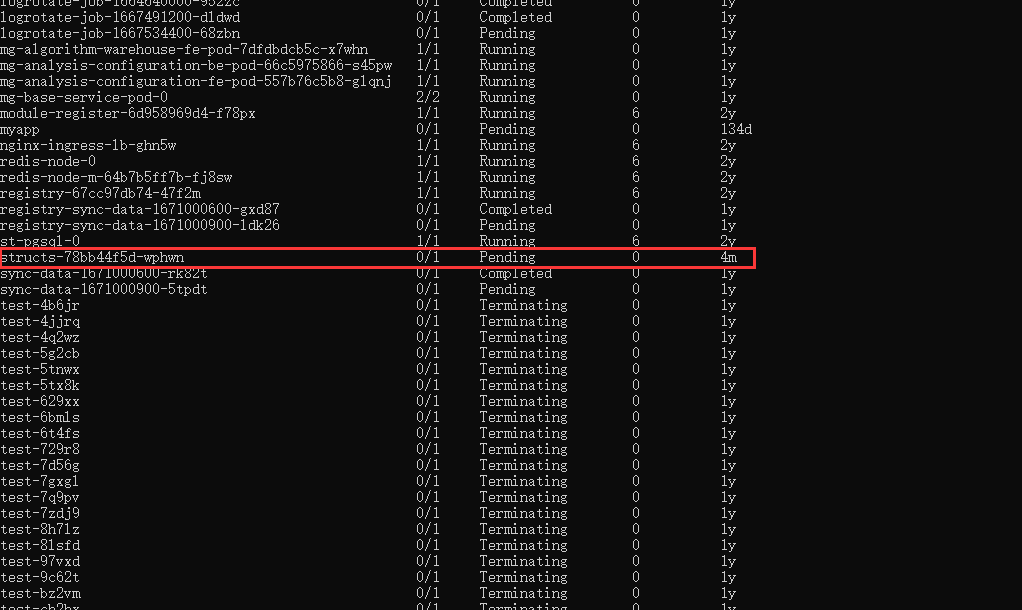 logrotate-job-1664640000-9522c 0/1 Completed 0 1y
logrotate-job-1667491200-dldwd 0/1 Completed 0 1y
logrotate-job-1667534400-68zbn 0/1 Pending 0 1y
mg-algorithm-warehouse-fe-pod-7dfdbdcb5c-x7whn 1/1 Running 0 1y
mg-analysis-configuration-be-pod-66c5975866-s45pw 1/1 Running 0 1y
mg-analysis-configuration-fe-pod-557b76c5b8-glqnj 1/1 Running 0 1y
mg-base-service-pod-0 2/2 Running 0 1y
module-register-6d958969d4-f78px 1/1 Running 6 2y
myapp 0/1 Pending 0 134d
nginx-ingress-lb-ghn5w 1/1 Running 6 2y
redis-node-0 1/1 Running 6 2y
redis-node-m-64b7b5ff7b-fj8sw 1/1 Running 6 2y
registry-67cc97db74-47f2m 1/1 Running 6 2y
registry-sync-data-1671000600-gxd87 0/1 Completed 0 1y
registry-sync-data-1671000900-ldk26 0/1 Pending 0 1y
st-pgsql-0 1/1 Running 6 2y
structs-78bb44f5d-wphwn 0/1 Pending 0 4m
sync-data-1671000600-rk82t 0/1 Completed 0 1y
sync-data-1671000900-5tpdt 0/1 Pending 0 1y
test-4b6jr 0/1 Terminating 0 1y
test-4jjrq 0/1 Terminating 0 1y
test-4q2wz 0/1 Terminating 0 1y
test-5g2cb 0/1 Terminating 0 1y
test-5tnwx 0/1 Terminating 0 1y
test-5tx8k 0/1 Terminating 0 1y
test-629xx 0/1 Terminating 0 1y
test-6bmls 0/1 Terminating 0 1y
test-6t4fs 0/1 Terminating 0 1y
test-729r8 0/1 Terminating 0 1y
test-7d56g 0/1 Terminating 0 1y
test-7gxgl 0/1 Terminating 0 1y
test-7q9pv 0/1 Terminating 0 1y
test-7zdj9 0/1 Terminating 0 1y
test-8h7lz 0/1 Terminating 0 1y
test-8lsfd 0/1 Terminating 0 1y
test-97vxd 0/1 Terminating 0 1y
test-9c62t 0/1 Terminating 0 1y
test-bz2vm 0/1 Terminating 0 1y
0/1 Terminating 0 1y